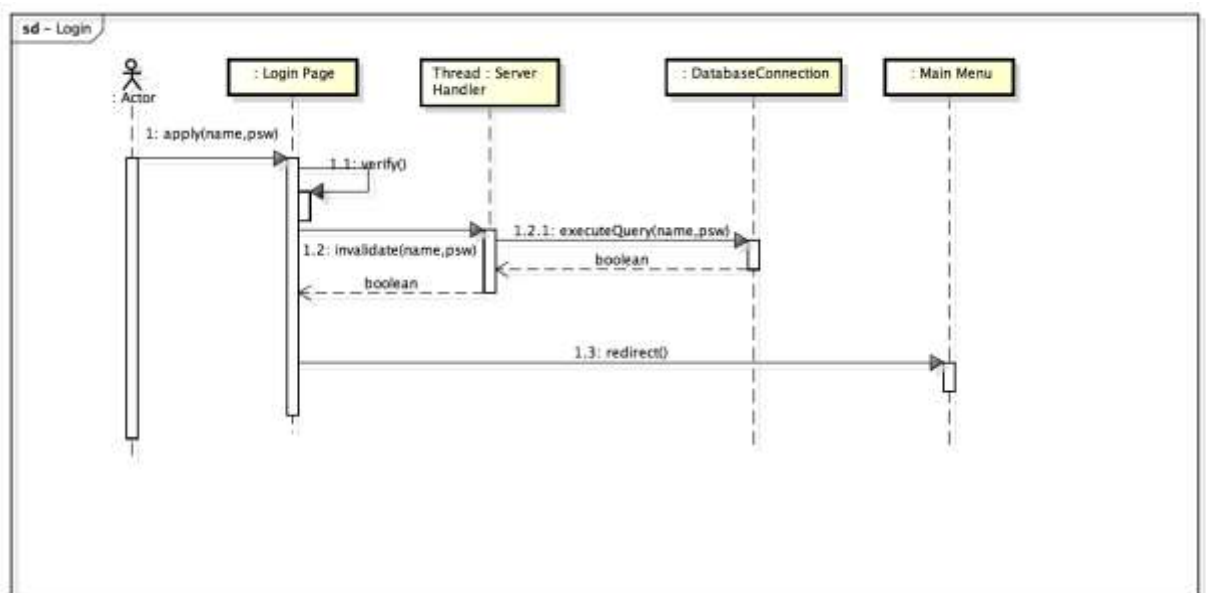 sd - Login
: Actor
: Login Page
Thread : Server
Handler
: DatabaseConnection
: Main Menu
1: apply(name,psw)
1.1: verify()
1.2: invalidate(name,psw)
1.2.1: executeQuery(name,psw)
boolean
boolean
1.3: redirect()